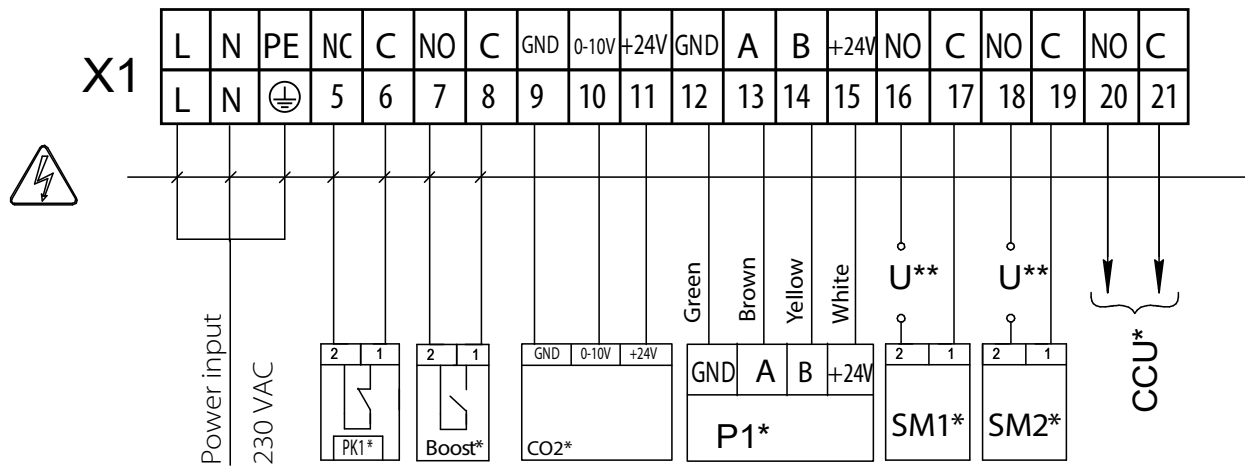 X1
L N PE NC C NO C GND 0-10V +24V GND A B +24V NO C NO C NO C
L N 5 6 7 8 9 10 11 12 13 14 15 16 17 18 19 20 21
Power input
230 VAC
2 1
PK1*
2 1
Boost*
GND 0-10V +24V
CO2*
Green
Brown
Yellow
White
GND A B +24V
P1*
U**
2 1
SM1*
U**
2 1
SM2*
CCU*